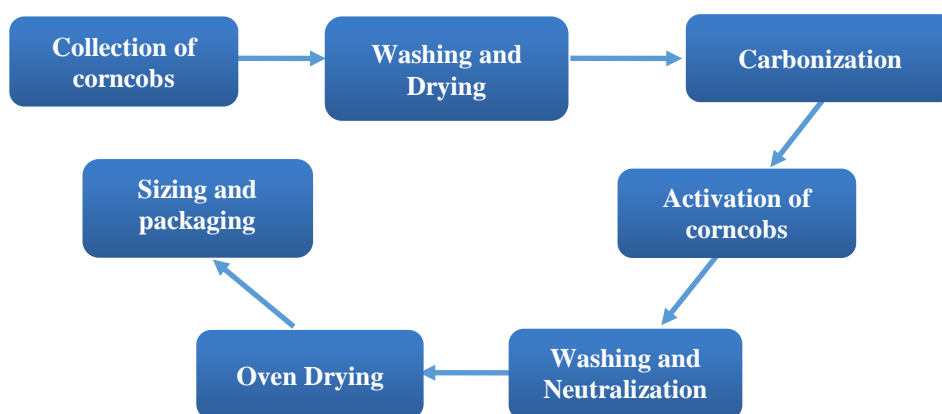 Collection of
corncobs
Washing and
Drying
Carbonization
Activation of
corncobs
Washing and
Neutralization
Oven Drying
Sizing and
packaging